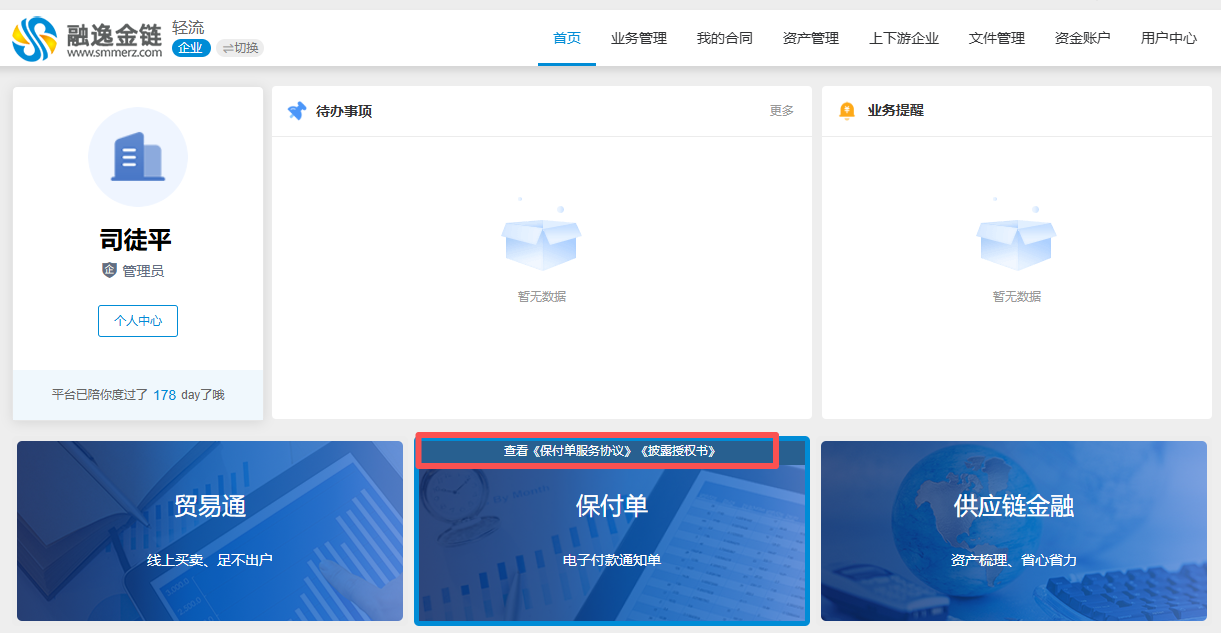 融逸金链
www.smmerz.com
轻流
企业 ⇌切换
首页 业务管理 我的合同 资产管理 上下游企业 文件管理 资金账户 用户中心
司徒平
企 管理员
个人中心
平台已陪你度过了 178 day了哦
待办事项 更多
暂无数据
业务提醒
暂无数据
贸易通
线上买卖、足不出户
查看《保付单服务协议》《披露授权书》
By Month
保付单
电子付款通知单
供应链金融
资产梳理、省心省力